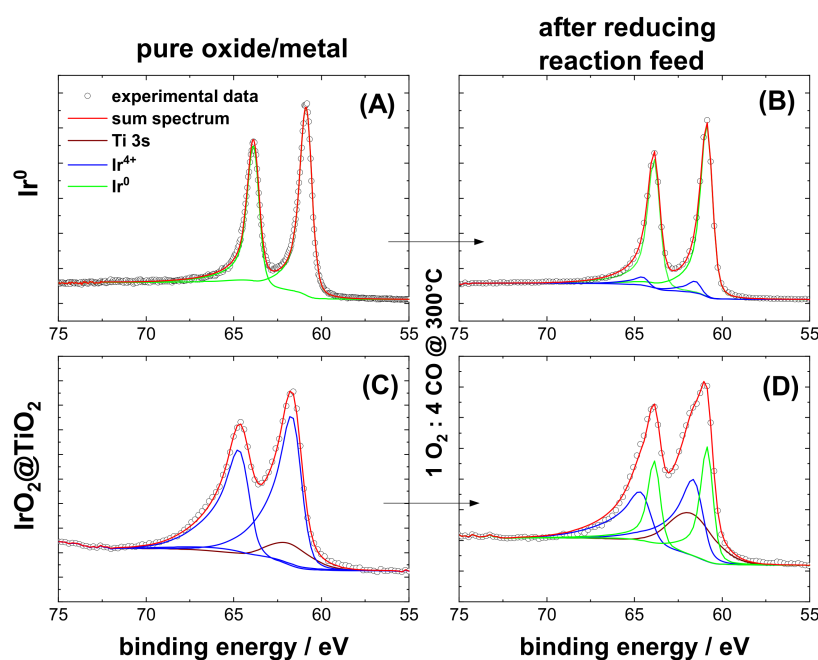 pure oxide/metal
after reducing
reaction feed
Ir⁰
(A)
experimental data
sum spectrum
Ti 3s
Ir⁴⁺
Ir⁰
75 70 65 60 55
(B)
75 70 65 60 55
1 O₂ : 4 CO @ 300°C
IrO₂@TiO₂
(C)
75 70 65 60 55
binding energy / eV
(D)
75 70 65 60 55
binding energy / eV